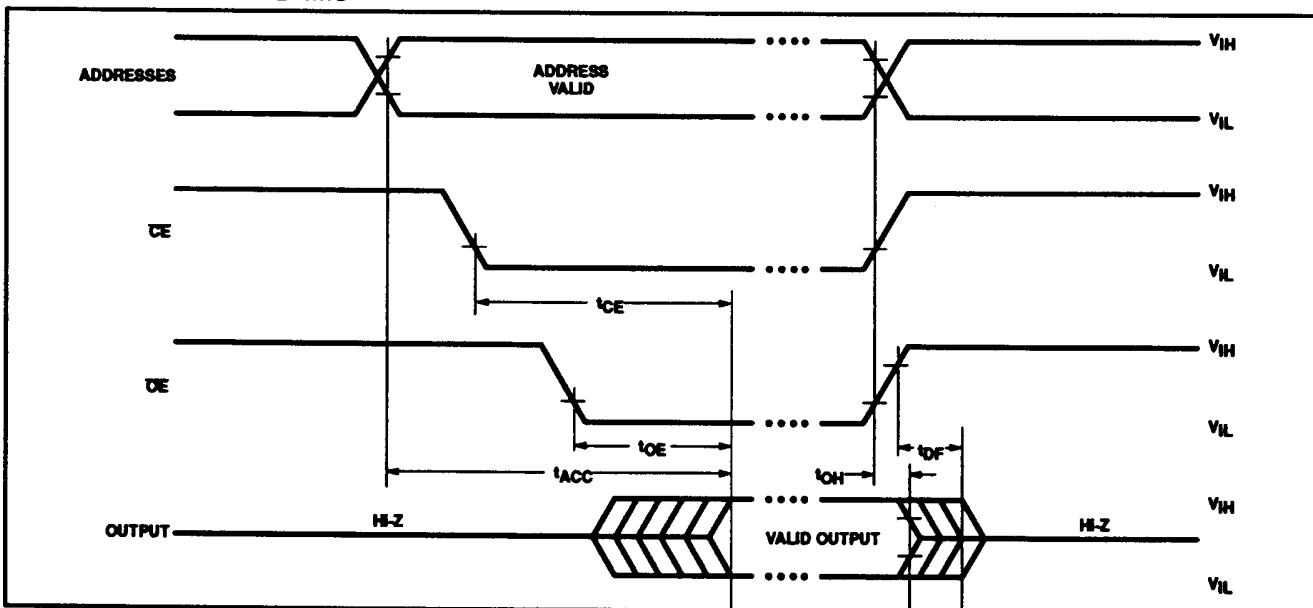 ADDRESSES
ADDRESS
VALID
VIH
VIL
CE
VIH
VIL
tCE
OE
VIH
VIL
tOE
tDF
tACC
tOH
OUTPUT
HI-Z
VALID OUTPUT
HI-Z
VIH
VIL